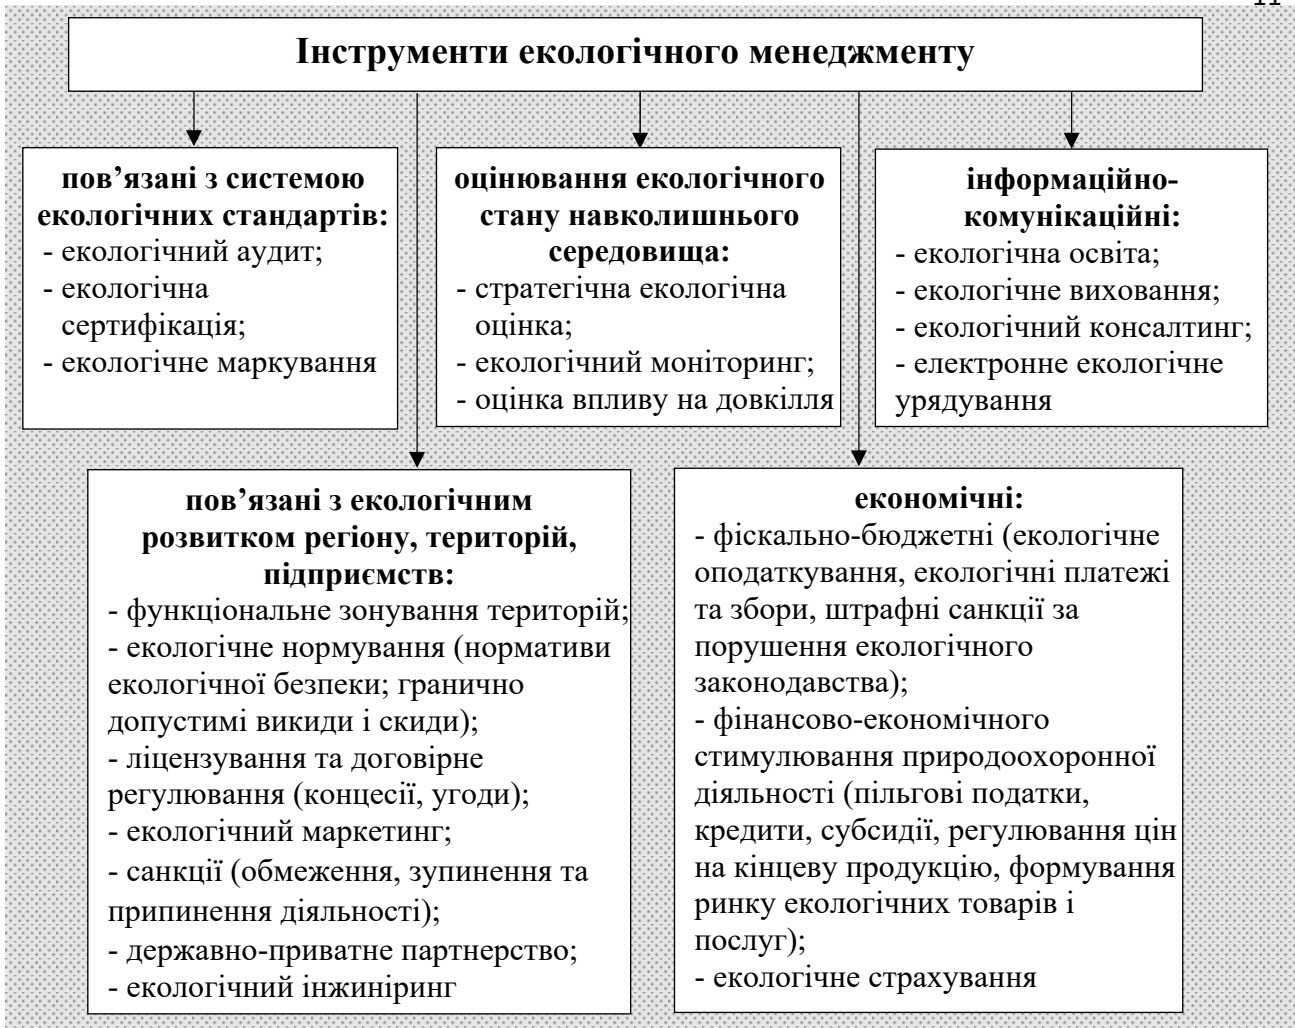 11
Інструменти екологічного менеджменту
пов’язані з системою
екологічних стандартів:
- екологічний аудит;
- екологічна
сертифікація;
- екологічне маркування
оцінювання екологічного
стану навколишнього
середовища:
- стратегічна екологічна
оцінка;
- екологічний моніторинг;
- оцінка впливу на довкілля
інформаційно-
комунікаційні:
- екологічна освіта;
- екологічне виховання;
- екологічний консалтинг;
- електронне екологічне
урядування
пов’язані з екологічним
розвитком регіону, територій,
підприємств:
- функціональне зонування територій;
- екологічне нормування (нормативи
екологічної безпеки; гранично
допустимі викиди і скиди);
- ліцензування та договірне
регулювання (концесії, угоди);
- екологічний маркетинг;
- санкції (обмеження, зупинення та
припинення діяльності);
- державно-приватне партнерство;
- екологічний інжиніринг
економічні:
- фіскально-бюджетні (екологічне
оподаткування, екологічні платежі
та збори, штрафні санкції за
порушення екологічного
законодавства);
- фінансово-економічного
стимулювання природоохоронної
діяльності (пільгові податки,
кредити, субсидії, регулювання цін
на кінцеву продукцію, формування
ринку екологічних товарів і
послуг);
- екологічне страхування